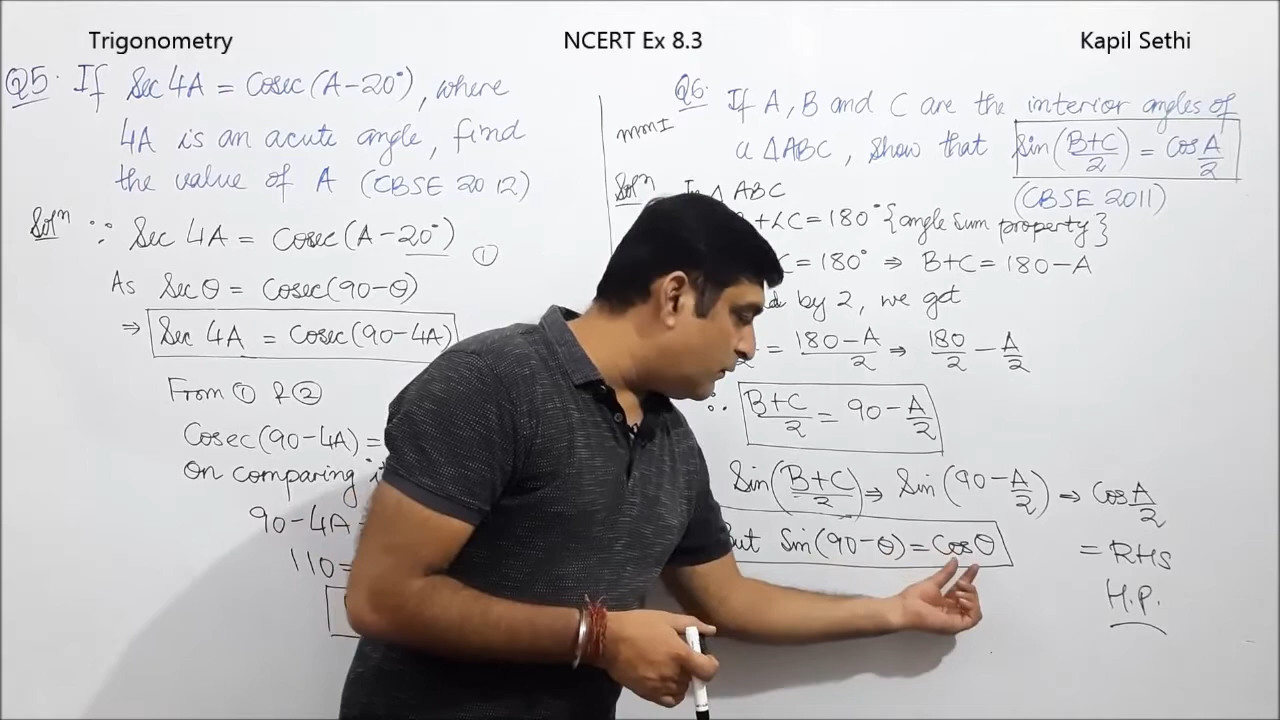 Trigonometry NCERT Ex 8.3 Kapil Sethi
Q5. If Sec 4A = Cosec (A-20°), where
4A is an acute angle, find
the value of A (CBSE 2012)
Solⁿ ∵ Sec 4A = Cosec(A-20°) ①
As Secθ = Cosec(90-θ)
⇒ Sec 4A = Cosec(90-4A)
From ① & ②
Cosec(90-4A) =
on comparing
90-4A
110=
Q6. If A, B and C are the interior angles of
a ΔABC, show that Sin(B+C/2) = Cos A/2
(CBSE 2011)
Solⁿ In ΔABC
+∠C = 180° {angle sum property}
C = 180° ⇒ B+C = 180-A
by 2, we get
2 = 180-A/2 ⇒ 180/2 - A/2
∴ B+C/2 = 90 - A/2
Sin(B+C/2) ⇒ Sin(90-A/2) ⇒ Cos A/2
But Sin(90-θ) = Cosθ
= RHS
H.P.